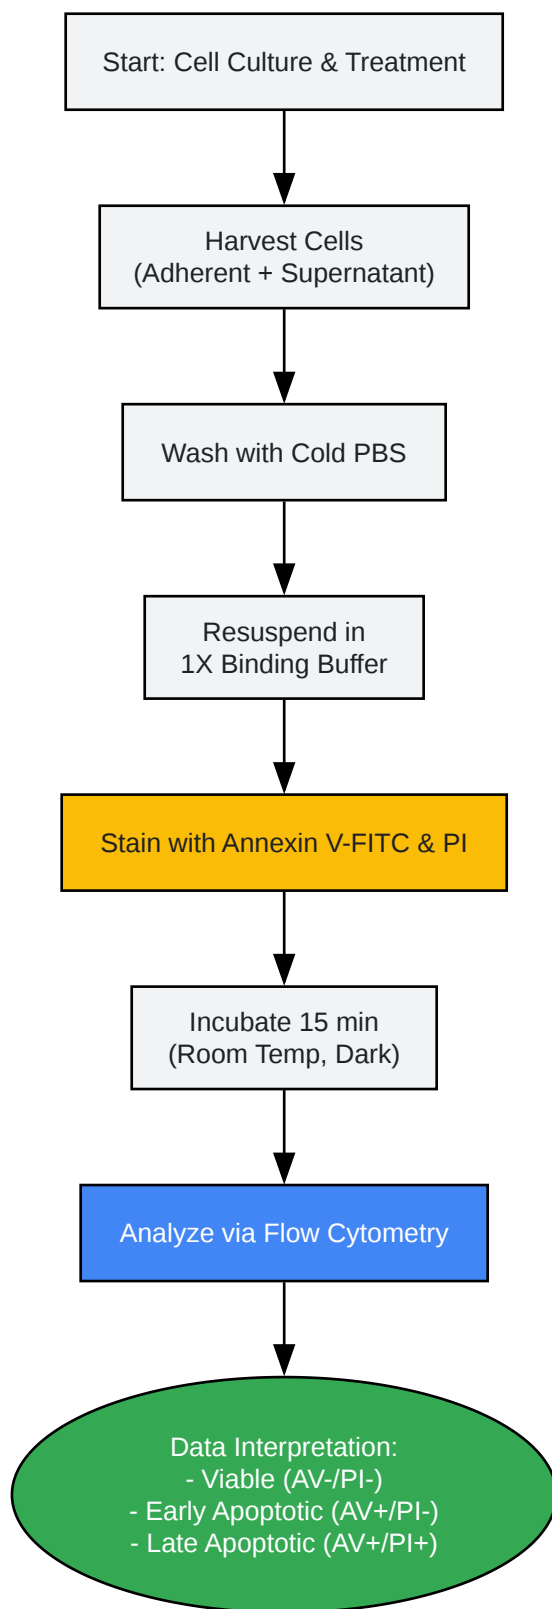 Start: Cell Culture & Treatment
Harvest Cells
(Adherent + Supernatant)
Wash with Cold PBS
Resuspend in
1X Binding Buffer
Stain with Annexin V-FITC & PI
Incubate 15 min
(Room Temp, Dark)
Analyze via Flow Cytometry
Data Interpretation:
- Viable (AV-/PI-)
- Early Apoptotic (AV+/PI-)
- Late Apoptotic (AV+/PI+)